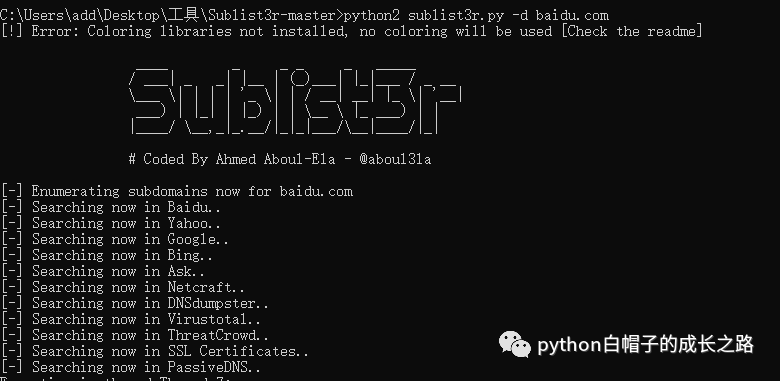 C:\Users\add\Desktop\工具\Sublist3r-master>python2 sublist3r.py -d baidu.com
[!] Error: Coloring libraries not installed, no coloring will be used [Check the readme]
Sublist3r
# Coded By Ahmed Aboul-Ela - @aboul3la
[-] Enumerating subdomains now for baidu.com
[-] Searching now in Baidu..
[-] Searching now in Yahoo..
[-] Searching now in Google..
[-] Searching now in Bing..
[-] Searching now in Ask..
[-] Searching now in Netcraft..
[-] Searching now in DNSdumpster..
[-] Searching now in Virustotal..
[-] Searching now in ThreatCrowd..
[-] Searching now in SSL Certificates..
[-] Searching now in PassiveDNS..
python白帽子的成长之路